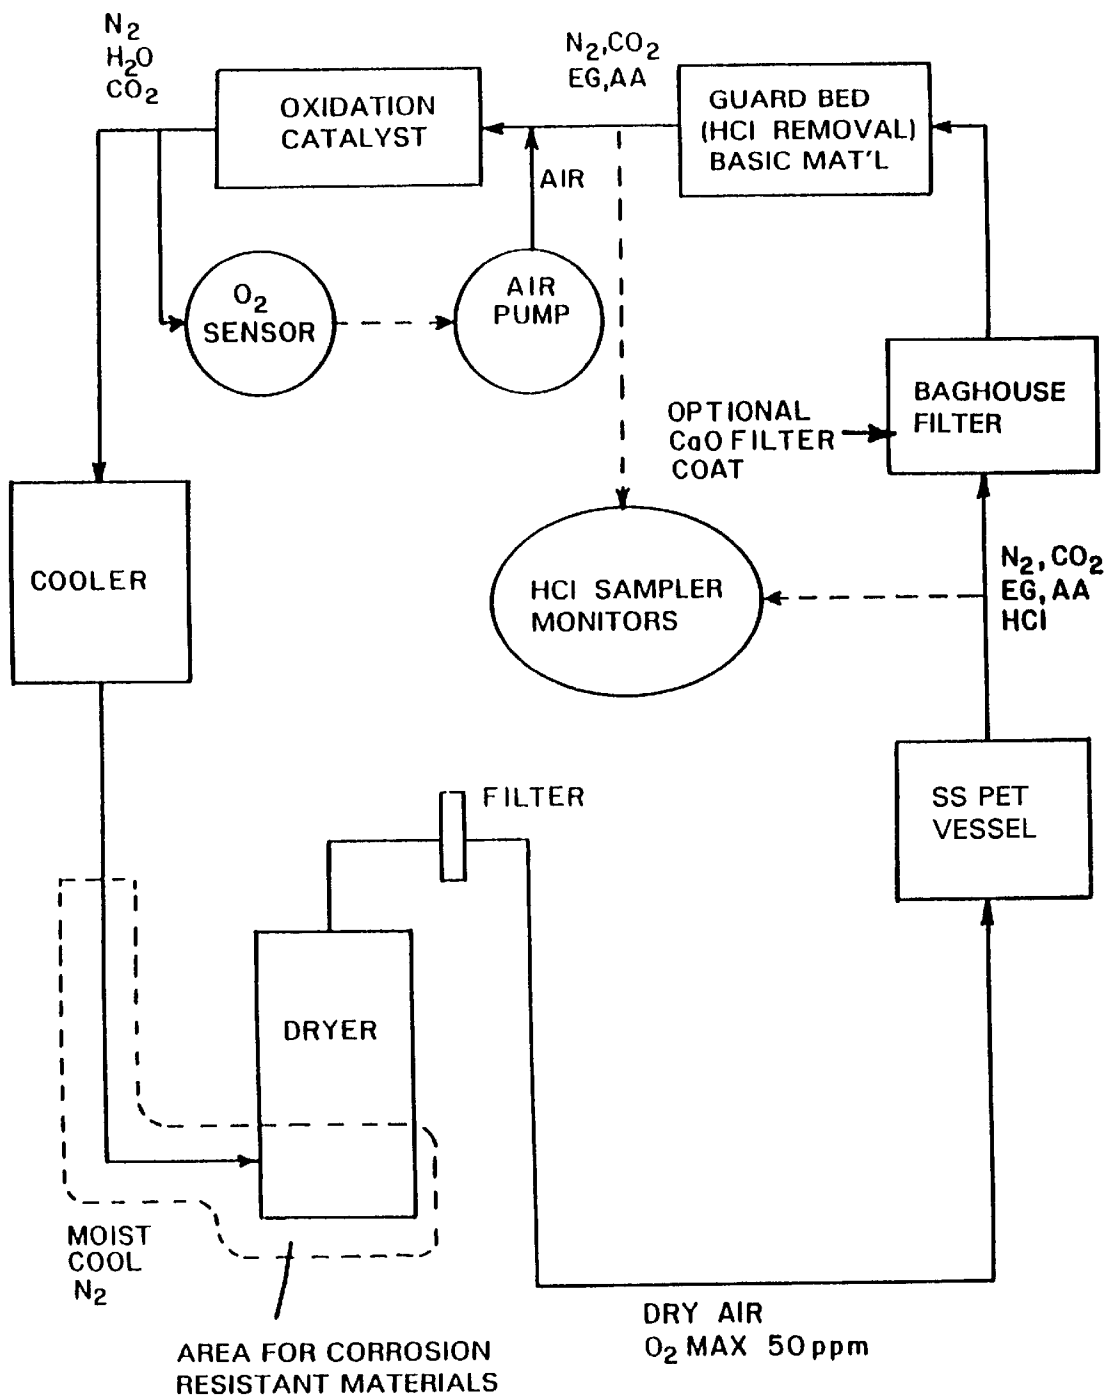 N2
H2O
CO2
OXIDATION
CATALYST
N2,CO2
EG,AA
GUARD BED
(HCl REMOVAL)
BASIC MAT'L
AIR
O2
SENSOR
AIR
PUMP
BAGHOUSE
FILTER
OPTIONAL
CaO FILTER
COAT
COOLER
HCl SAMPLER
MONITORS
N2, CO2
EG, AA
HCl
FILTER
SS PET
VESSEL
DRYER
MOIST
COOL
N2
DRY AIR
O2 MAX 50 ppm
AREA FOR CORROSION
RESISTANT MATERIALS